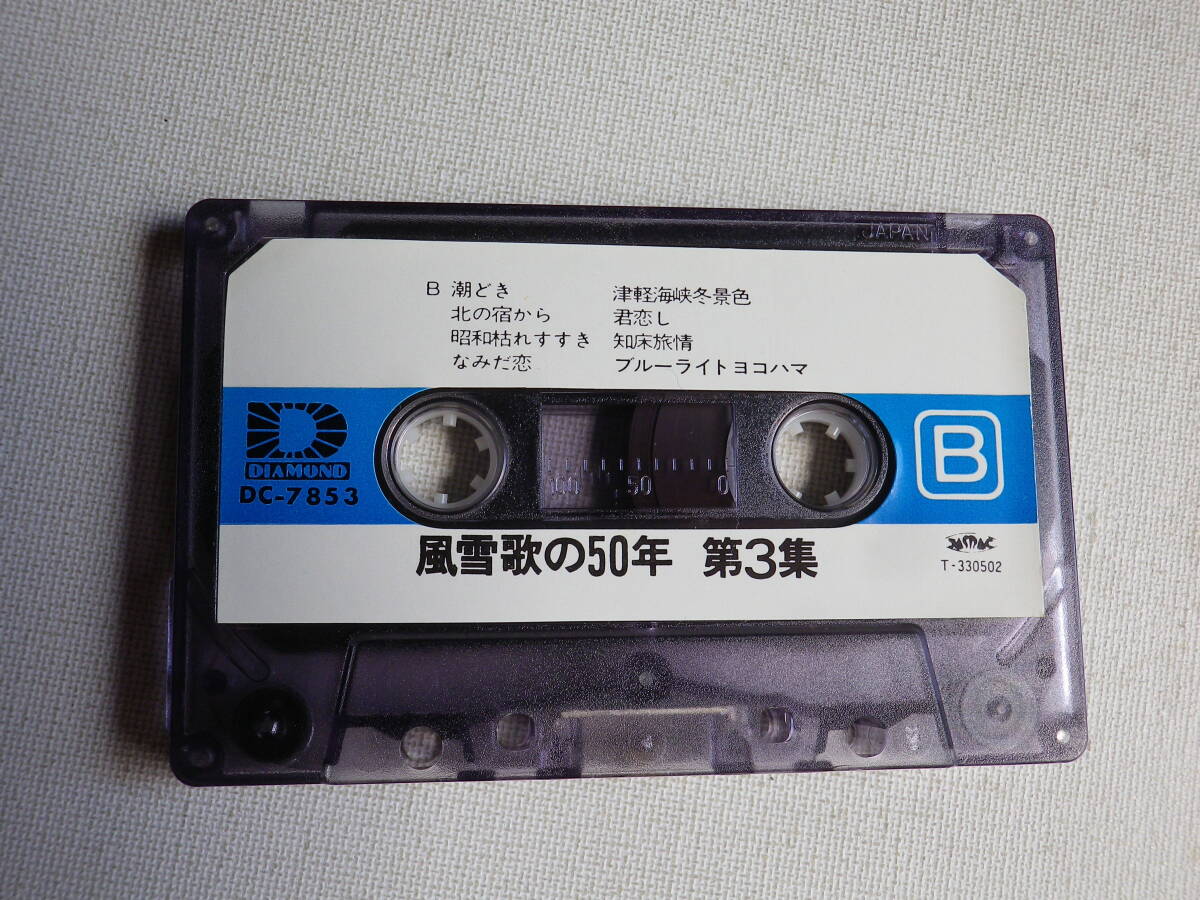 JAPAN
B 潮どき 津軽海峡冬景色
北の宿から 君恋し
昭和枯れすすき 知床旅情
なみだ恋 ブルーライトヨコハマ
D
DIAMOND
DC-7853
100 50 0
B
風雪歌の50年 第3集
T-330502